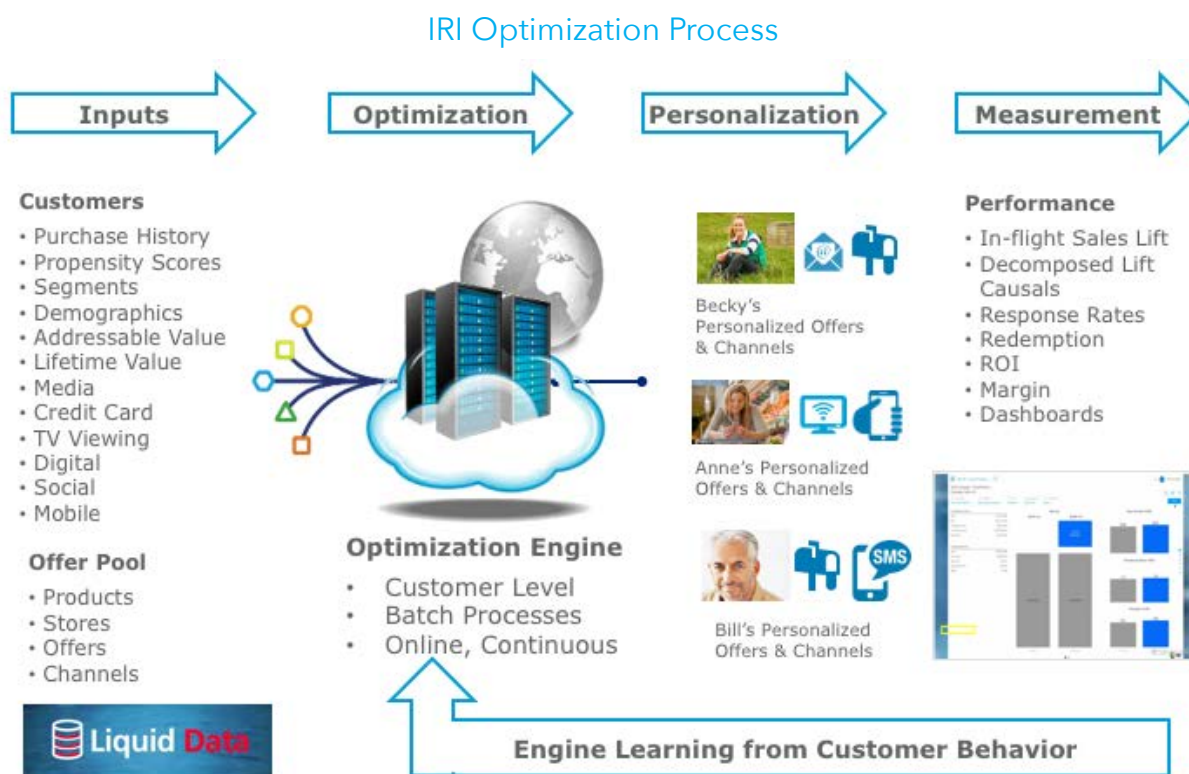 IRI Optimization Process
Inputs
Optimization
Personalization
Measurement
Customers
• Purchase History
• Propensity Scores
• Segments
• Demographics
• Addressable Value
• Lifetime Value
• Media
• Credit Card
• TV Viewing
• Digital
• Social
• Mobile
Offer Pool
• Products
• Stores
• Offers
• Channels
Liquid Data
Optimization Engine
• Customer Level
• Batch Processes
• Online, Continuous
Becky's
Personalized Offers
& Channels
Anne's Personalized
Offers & Channels
SMS
Bill's Personalized
Offers & Channels
Performance
• In-flight Sales Lift
• Decomposed Lift
Causals
• Response Rates
• Redemption
• ROI
• Margin
• Dashboards
Engine Learning from Customer Behavior